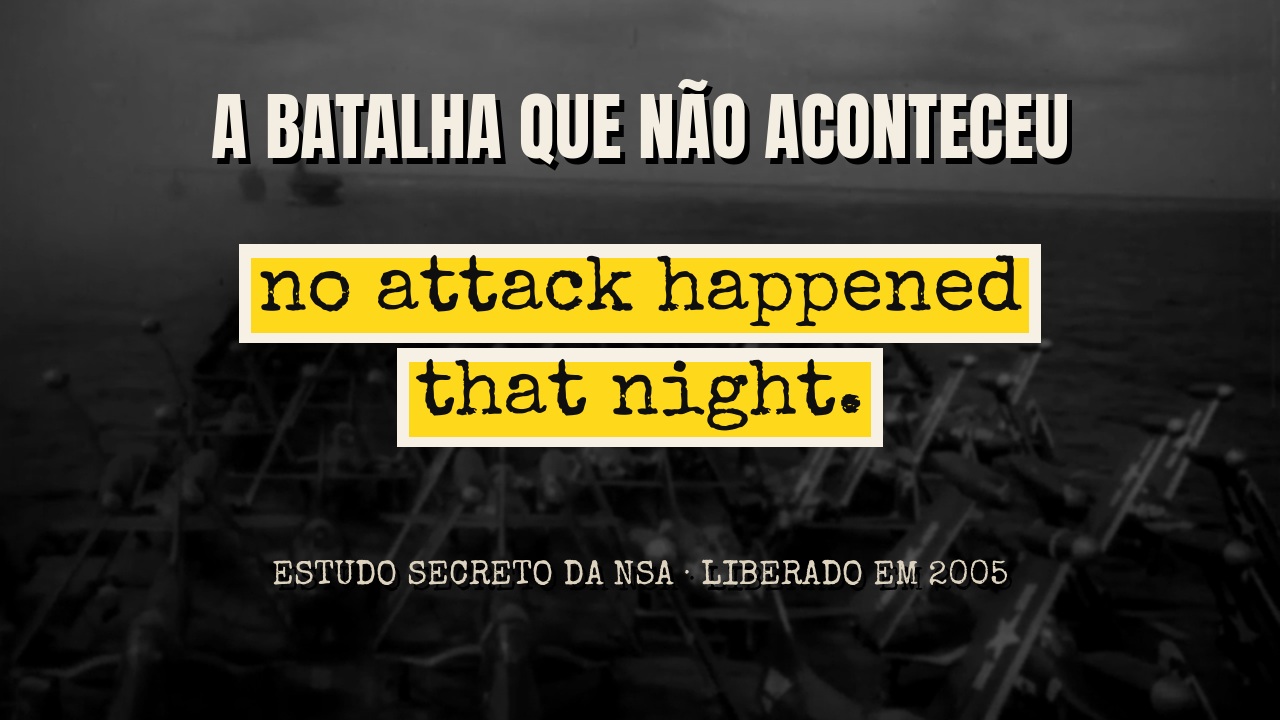 A BATALHA QUE NÃO ACONTECEU
no attack happened
that night.
ESTUDO SECRETO DA NSA · LIBERADO EM 2005